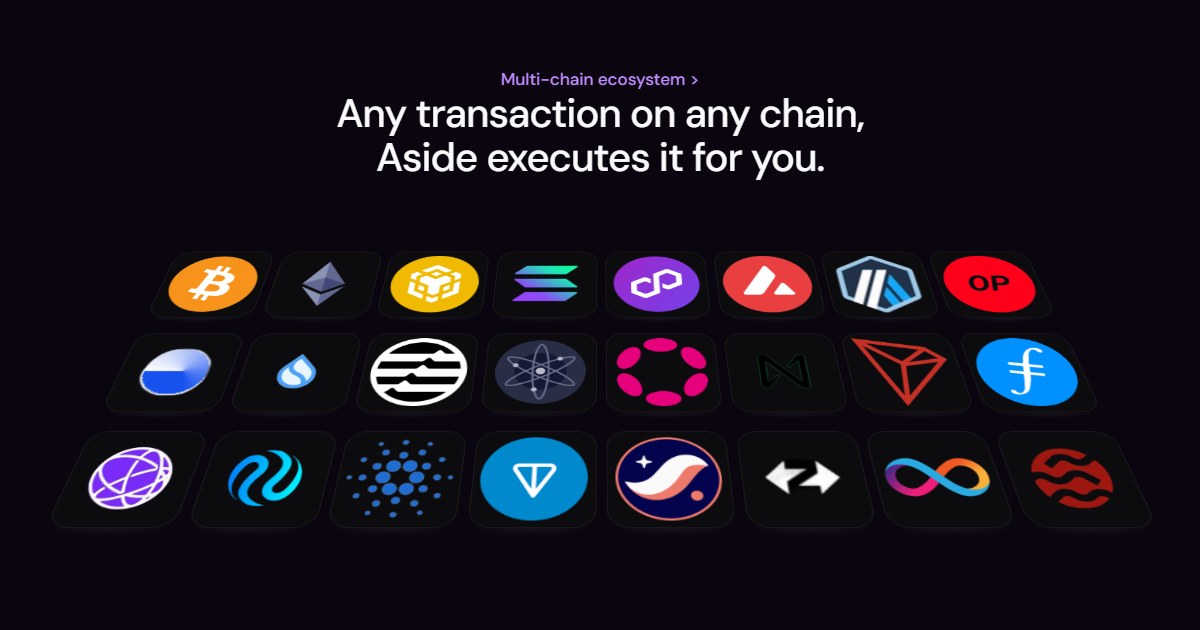 Multi-chain ecosystem >
Any transaction on any chain,
Aside executes it for you.
OP